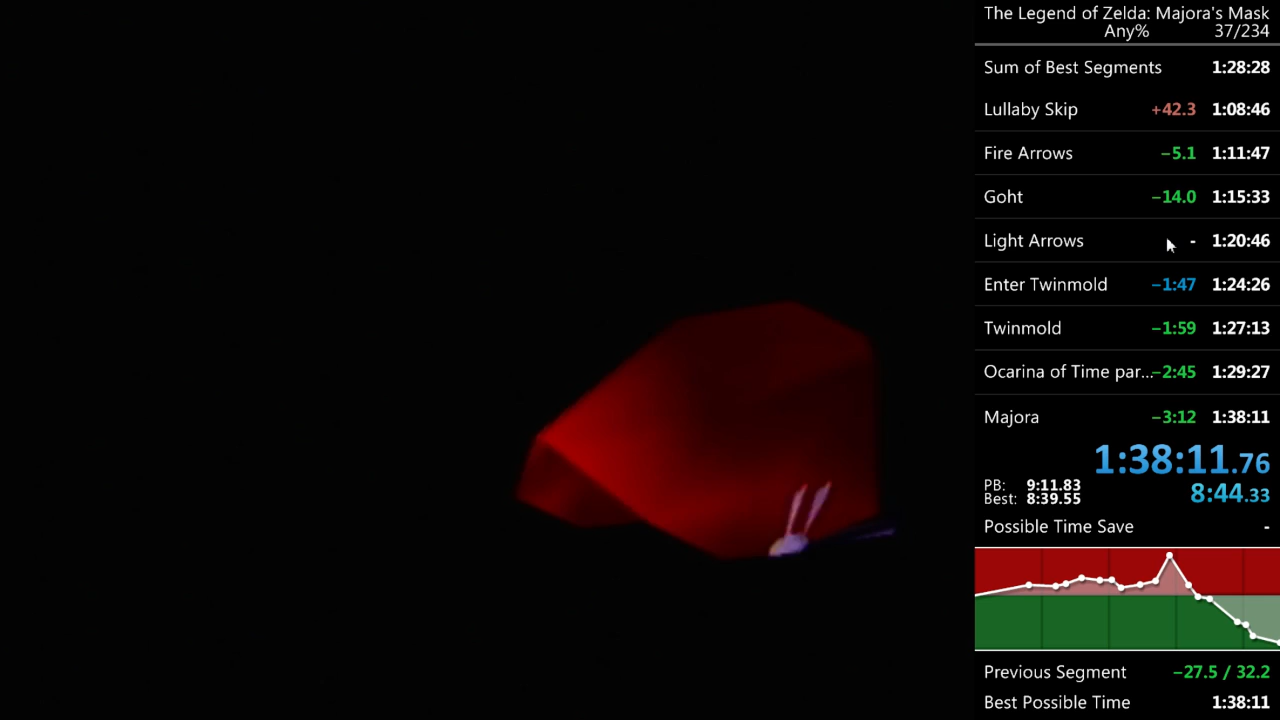 The Legend of Zelda: Majora's Mask
Any% 37/234
Sum of Best Segments 1:28:28
Lullaby Skip +42.3 1:08:46
Fire Arrows −5.1 1:11:47
Goht −14.0 1:15:33
Light Arrows - 1:20:46
Enter Twinmold −1:47 1:24:26
Twinmold −1:59 1:27:13
Ocarina of Time par... −2:45 1:29:27
Majora −3:12 1:38:11
1:38:11.76
PB: 9:11.83
Best: 8:39.55 8:44.33
Possible Time Save -
Previous Segment −27.5 / 32.2
Best Possible Time 1:38:11